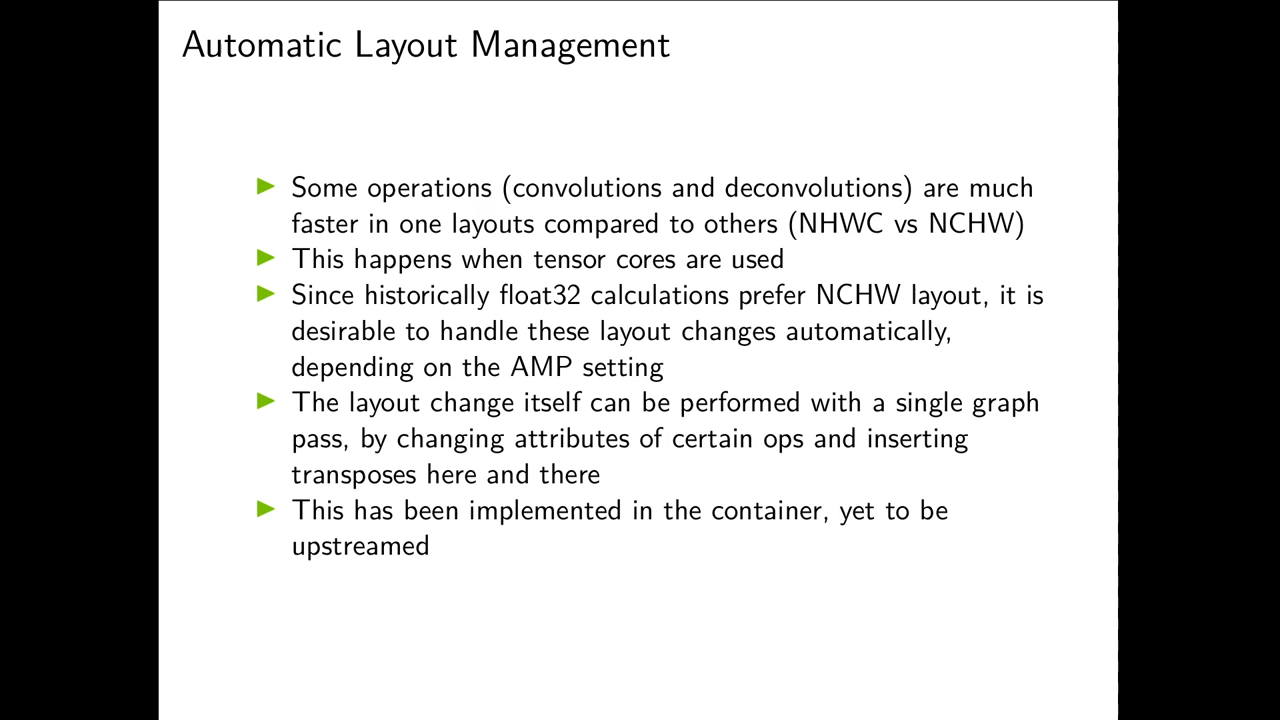 Automatic Layout Management
▶ Some operations (convolutions and deconvolutions) are much
faster in one layouts compared to others (NHWC vs NCHW)
▶ This happens when tensor cores are used
▶ Since historically float32 calculations prefer NCHW layout, it is
desirable to handle these layout changes automatically,
depending on the AMP setting
▶ The layout change itself can be performed with a single graph
pass, by changing attributes of certain ops and inserting
transposes here and there
▶ This has been implemented in the container, yet to be
upstreamed